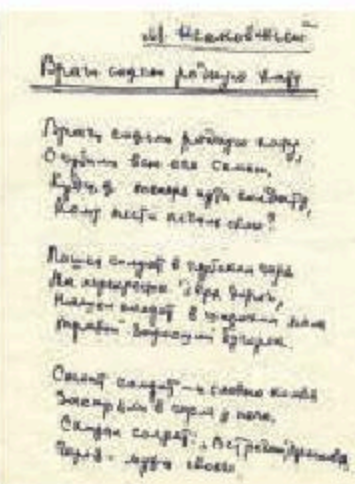 М. Исаковский
Враги сожгли родную хату
Враги сожгли родную хату,
Сгубили всю его семью,
Куда ж теперь идти солдату,
Кому нести печаль свою?
Пошел солдат в глубоком горе
На перекресток двух дорог,
Нашел солдат в широком поле
Травой заросший бугорок.
Стоит солдат и словно комья
Застряли в горле у него.
Сказал солдат: Встречай, Прасковья,
Героя - мужа своего.